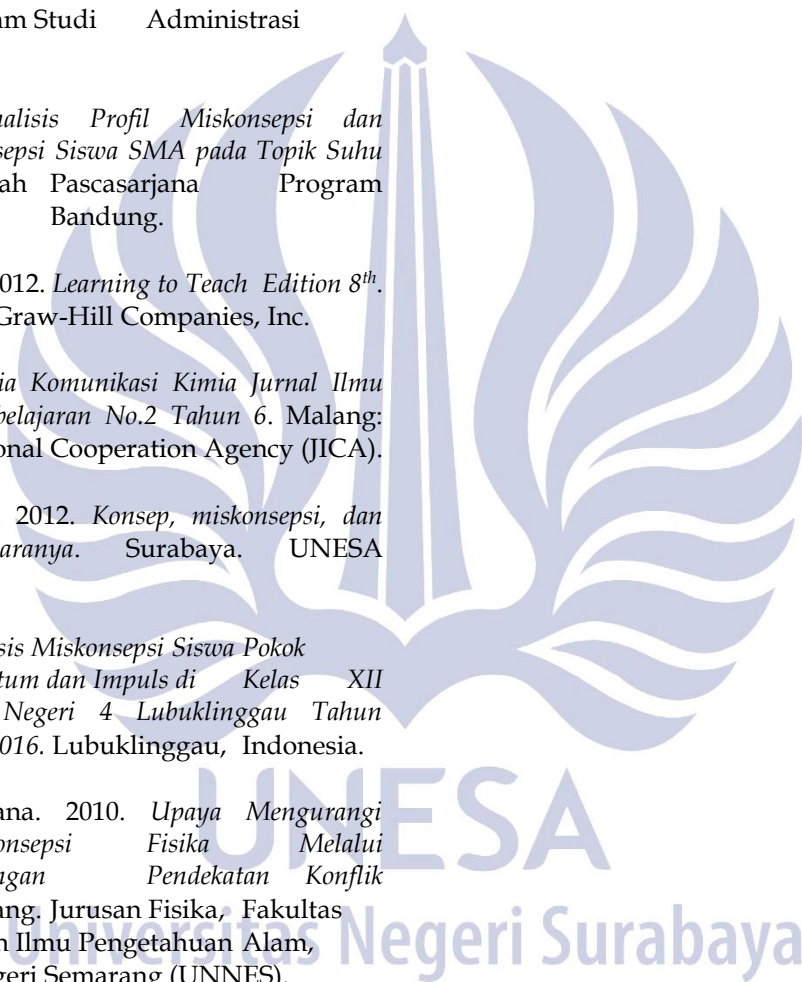 am Studi Administrasi
alisis Profil Miskonsepsi dan
sepsi Siswa SMA pada Topik Suhu
ah Pascasarjana Program
Bandung.
012. Learning to Teach Edition 8th.
Graw-Hill Companies, Inc.
ia Komunikasi Kimia Jurnal Ilmu
belajaran No.2 Tahun 6. Malang:
onal Cooperation Agency (JICA).
2012. Konsep, miskonsepsi, dan
aranya. Surabaya. UNESA
sis Miskonsepsi Siswa Pokok
tum dan Impuls di Kelas XII
Negeri 4 Lubuklinggau Tahun
016. Lubuklinggau, Indonesia.
ana. 2010. Upaya Mengurangi
onsepsi Fisika Melalui
ngan Pendekatan Konflik
ang. Jurusan Fisika, Fakultas
n Ilmu Pengetahuan Alam,
geri Semarang (UNNES).
UNESA
Universitas Negeri Surabaya